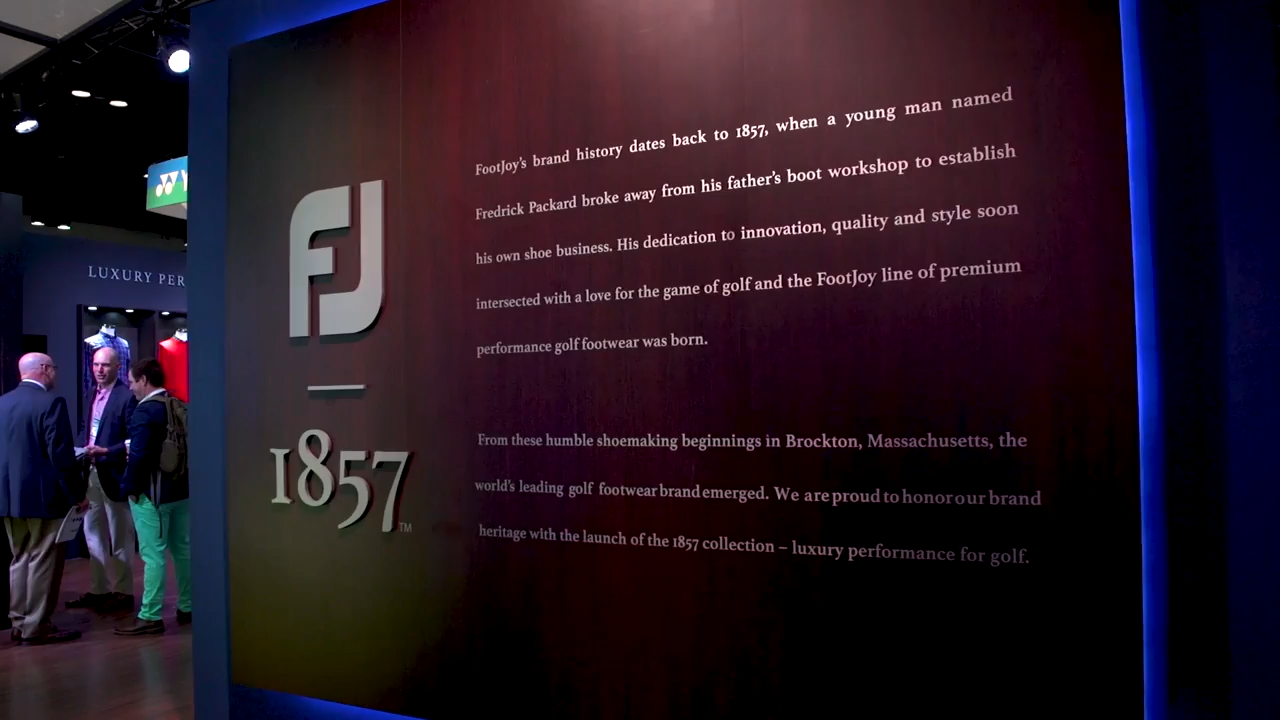 FootJoy's brand history dates back to 1857, when a young man named
Fredrick Packard broke away from his father's boot workshop to establish
his own shoe business. His dedication to innovation, quality and style soon
intersected with a love for the game of golf and the FootJoy line of premium
performance golf footwear was born.
From these humble shoemaking beginnings in Brockton, Massachusetts, the
world's leading golf footwear brand emerged. We are proud to honor our brand
heritage with the launch of the 1857 collection – luxury performance for golf.
FJ
1857
TM
LUXURY PER
Y